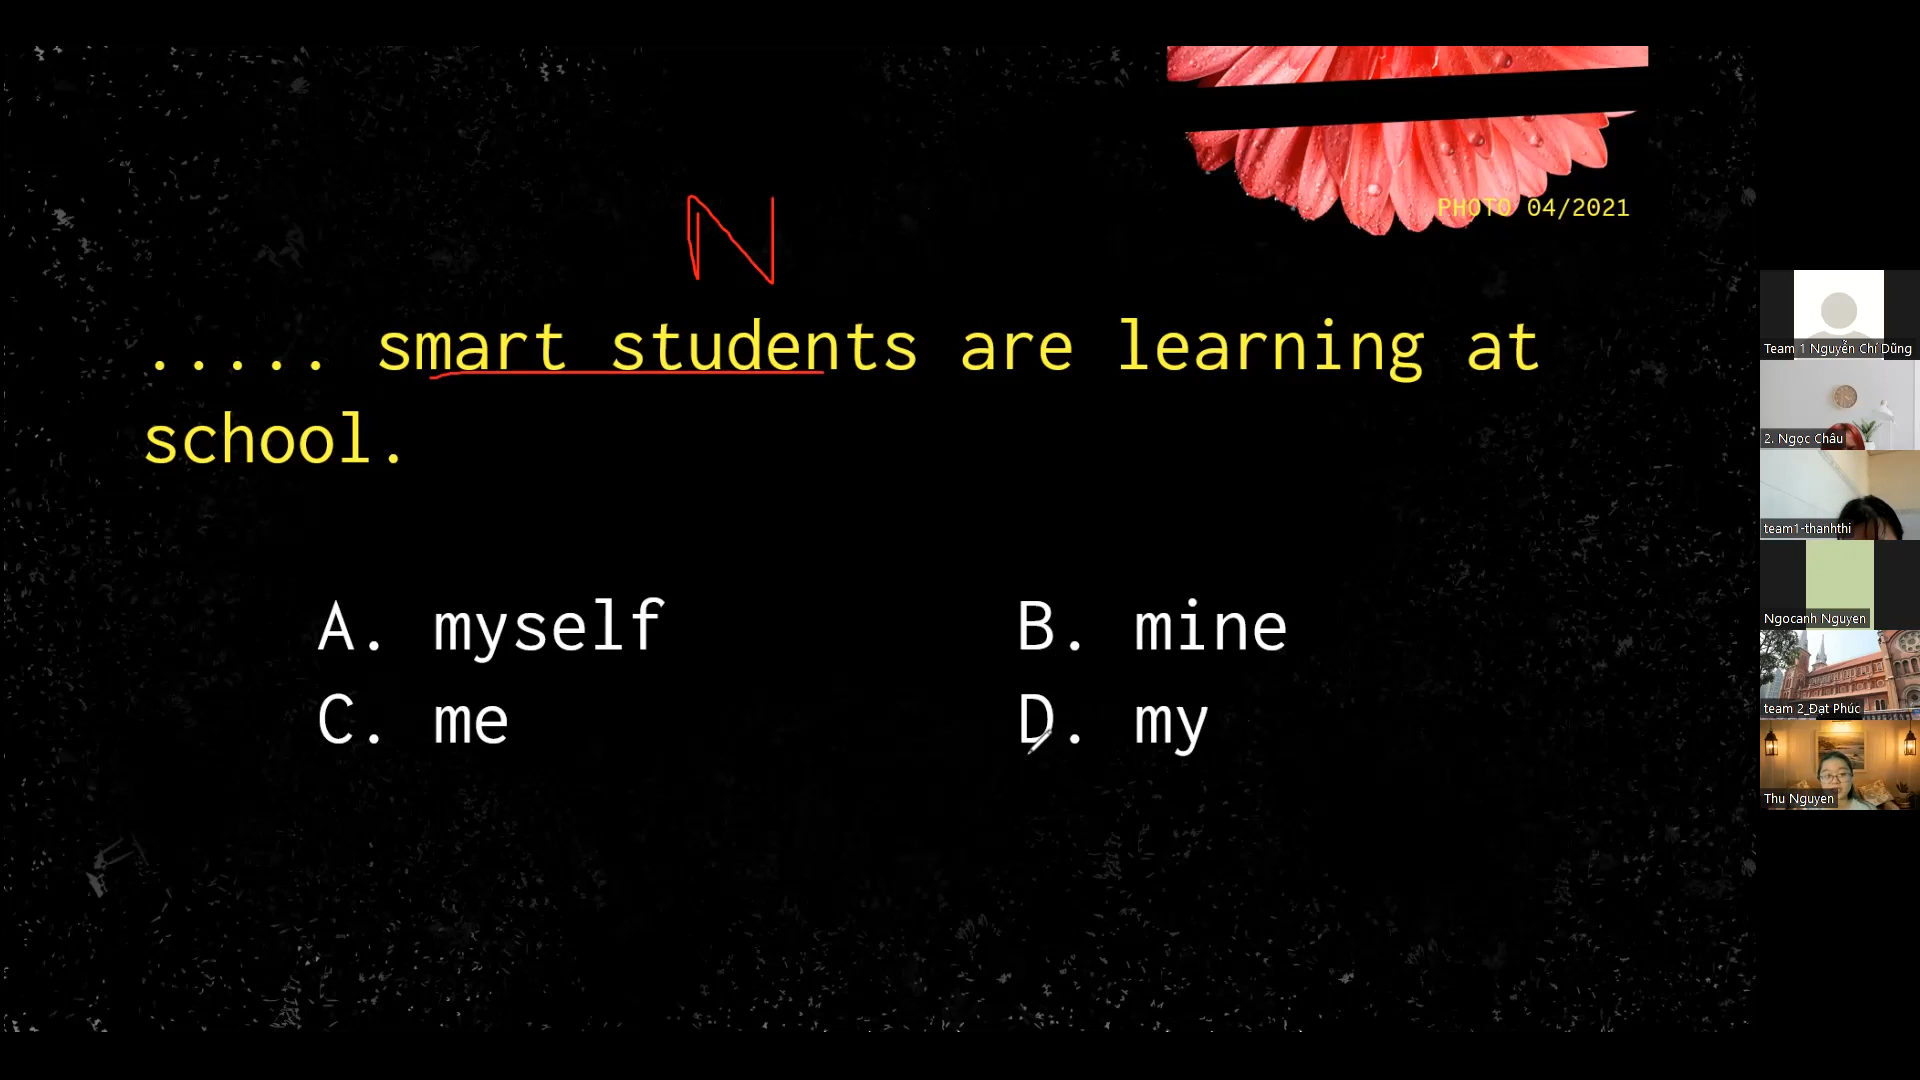 PHOTO 04/2021
N
..... smart students are learning at
school.
A. myself
B. mine
C. me
D. my
Team 1 Nguyễn Chí Dũng
2. Ngọc Châu
team1-thanhthi
Ngocanh Nguyen
team 2_Đạt Phúc
Thu Nguyen